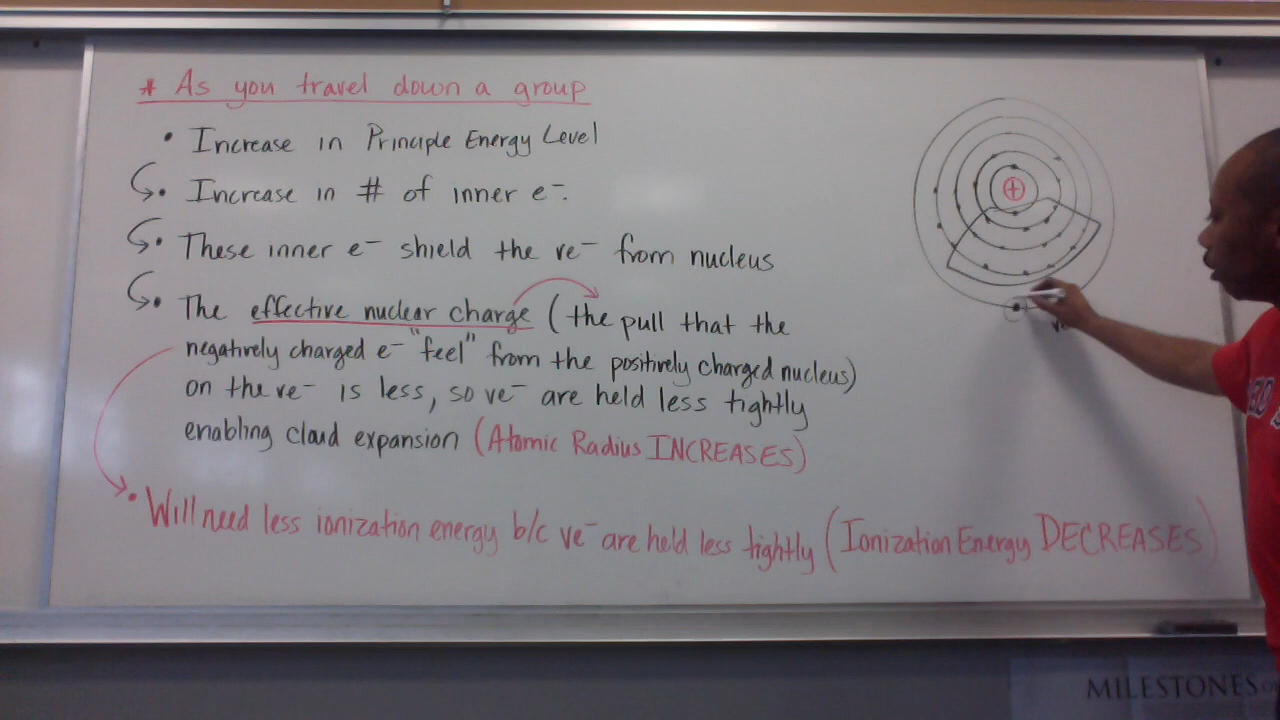 * As you travel down a group
• Increase in Principle Energy Level
• Increase in # of inner e⁻.
• These inner e⁻ shield the ve⁻ from nucleus
• The effective nuclear charge (the pull that the
negatively charged e⁻ "feel" from the positively charged nucleus)
on the ve⁻ is less, so ve⁻ are held less tightly
enabling cloud expansion (Atomic Radius INCREASES)
• Will need less ionization energy b/c ve⁻ are held less tightly (Ionization Energy DECREASES)
+
MILESTONES